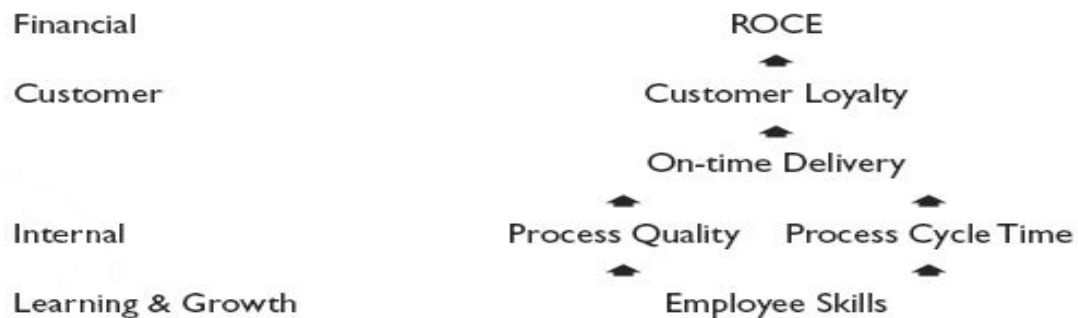 Financial ROCE
Customer Customer Loyalty
On-time Delivery
Internal Process Quality Process Cycle Time
Learning & Growth Employee Skills